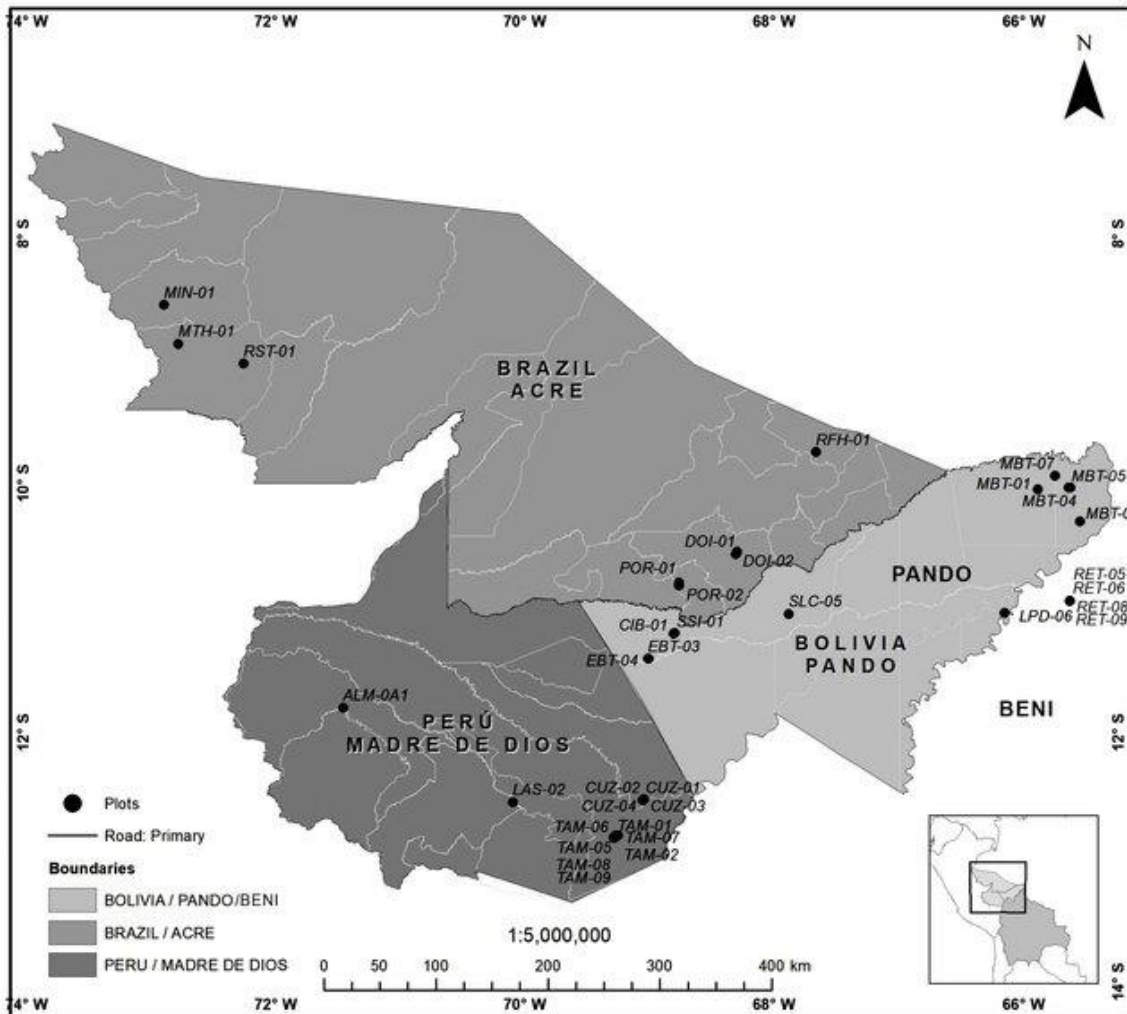 74° W 72° W 70° W 68° W 66° W
N
8° S 8° S
MIN-01
MTH-01
RST-01
BRAZIL
ACRE
RFH-01
MBT-07
MBT-05
MBT-01
MBT-04
10° S 10° S
DOI-01
DOI-02
PANDO
POR-01
POR-02
RET-05
RET-06
RET-08
RET-09
LPD-06
SLC-05
CIB-01
SSI-01
EBT-03
EBT-04
BOLIVIA
PANDO
BENI
ALM-0A1
PERÚ
MADRE DE DIOS
12° S 12° S
LAS-02
CUZ-02 CUZ-01
CUZ-04 CUZ-03
TAM-06 TAM-01
TAM-05 TAM-07
TAM-08 TAM-02
TAM-09
Plots
Road: Primary
Boundaries
BOLIVIA / PANDO/BENI
BRAZIL / ACRE
PERU / MADRE DE DIOS
1:5,000,000
0 50 100 200 300 400 km
14° S
74° W 72° W 70° W 68° W 66° W